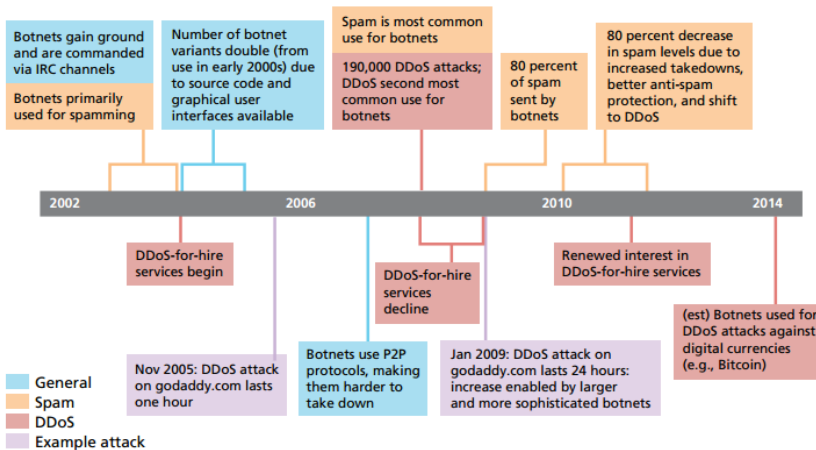 Botnets gain ground
and are commanded
via IRC channels
Botnets primarily
used for spamming
Number of botnet
variants double (from
use in early 2000s) due
to source code and
graphical user
interfaces available
Spam is most common
use for botnets
190,000 DDoS attacks;
DDoS second most
common use for
botnets
80 percent
of spam
sent by
botnets
80 percent decrease
in spam levels due to
increased takedowns,
better anti-spam
protection, and shift
to DDoS
2002
2006
2010
2014
DDoS-for-hire
services begin
DDoS-for-hire
services
decline
Renewed interest in
DDoS-for-hire services
Nov 2005: DDoS attack
on godaddy.com lasts
one hour
Botnets use P2P
protocols, making
them harder to
take down
Jan 2009: DDoS attack on
godaddy.com lasts 24 hours:
increase enabled by larger
and more sophisticated botnets
(est) Botnets used for
DDoS attacks against
digital currencies
(e.g., Bitcoin)
General
Spam
DDoS
Example attack